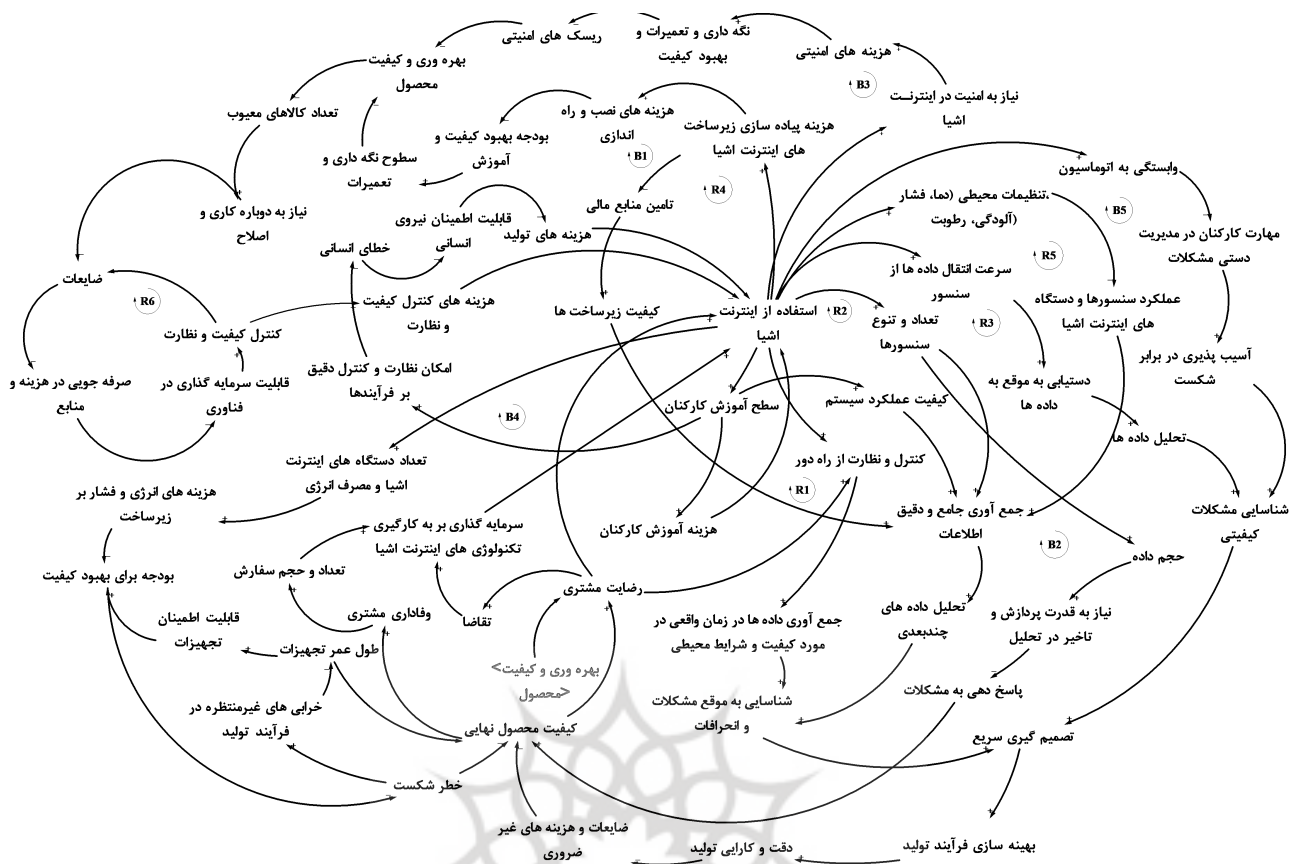 نگه داری و تعمیرات و
بهبود کیفیت
ریسک های امنیتی
هزینه های امنیتی
بهره وری و کیفیت
محصول
B3
نیاز به امنیت در اینترنت
اشیا
تعداد کالاهای معیوب
هزینه های نصب و راه
اندازی
هزینه پیاده سازی زیرساخت
های اینترنت اشیا
بودجه بهبود کیفیت و
آموزش
B1
سطوح نگه داری و
تعمیرات
وابستگی به اتوماسیون
R4
تنظیمات محیطی (دما، فشار،
آلودگی، رطوبت)
تامین منابع مالی
نیاز به دوباره کاری و
اصلاح
قابلیت اطمینان نیروی
انسانی
B5
هزینه های تولید
مهارت کارکنان در مدیریت
دستی مشکلات
خطای انسانی
R5
سرعت انتقال داده ها از
سنسور
ضایعات
R6
هزینه های کنترل کیفیت
و نظارت
عملکرد سنسورها و دستگاه
های اینترنت اشیا
استفاده از اینترنت
اشیا
کیفیت زیرساخت ها
R2
تعداد و تنوع
سنسورها
R3
کنترل کیفیت و نظارت
آسیب پذیری در برابر
شکست
امکان نظارت و کنترل دقیق
بر فرآیندها
صرفه جویی در هزینه و
منابع
قابلیت سرمایه گذاری در
فناوری
دستیابی به موقع به
داده ها
سطح آموزش کارکنان
کیفیت عملکرد سیستم
B4
تحلیل داده ها
تعداد دستگاه های اینترنت
اشیا و مصرف انرژی
کنترل و نظارت از راه دور
هزینه های انرژی و فشار بر
زیرساخت
R1
شناسایی مشکلات
کیفیتی
جمع آوری جامع و دقیق
اطلاعات
سرمایه گذاری بر به کارگیری
تکنولوژی های اینترنت اشیا
هزینه آموزش کارکنان
B2
حجم داده
بودجه برای بهبود کیفیت
تعداد و حجم سفارش
رضایت مشتری
تقاضا
وفاداری مشتری
قابلیت اطمینان
تجهیزات
جمع آوری داده ها در زمان واقعی در
مورد کیفیت و شرایط محیطی
تحلیل داده های
چندبعدی
نیاز به قدرت پردازش و
تاخیر در تحلیل
طول عمر تجهیزات
<بهره وری و کیفیت
محصول>
پاسخ دهی به مشکلات
شناسایی به موقع مشکلات
و انحرافات
خرابی های غیرمنتظره در
فرآیند تولید
کیفیت محصول نهایی
تصمیم گیری سریع
خطر شکست
ضایعات و هزینه های غیر
ضروری
دقت و کارایی تولید
بهینه سازی فرآیند تولید